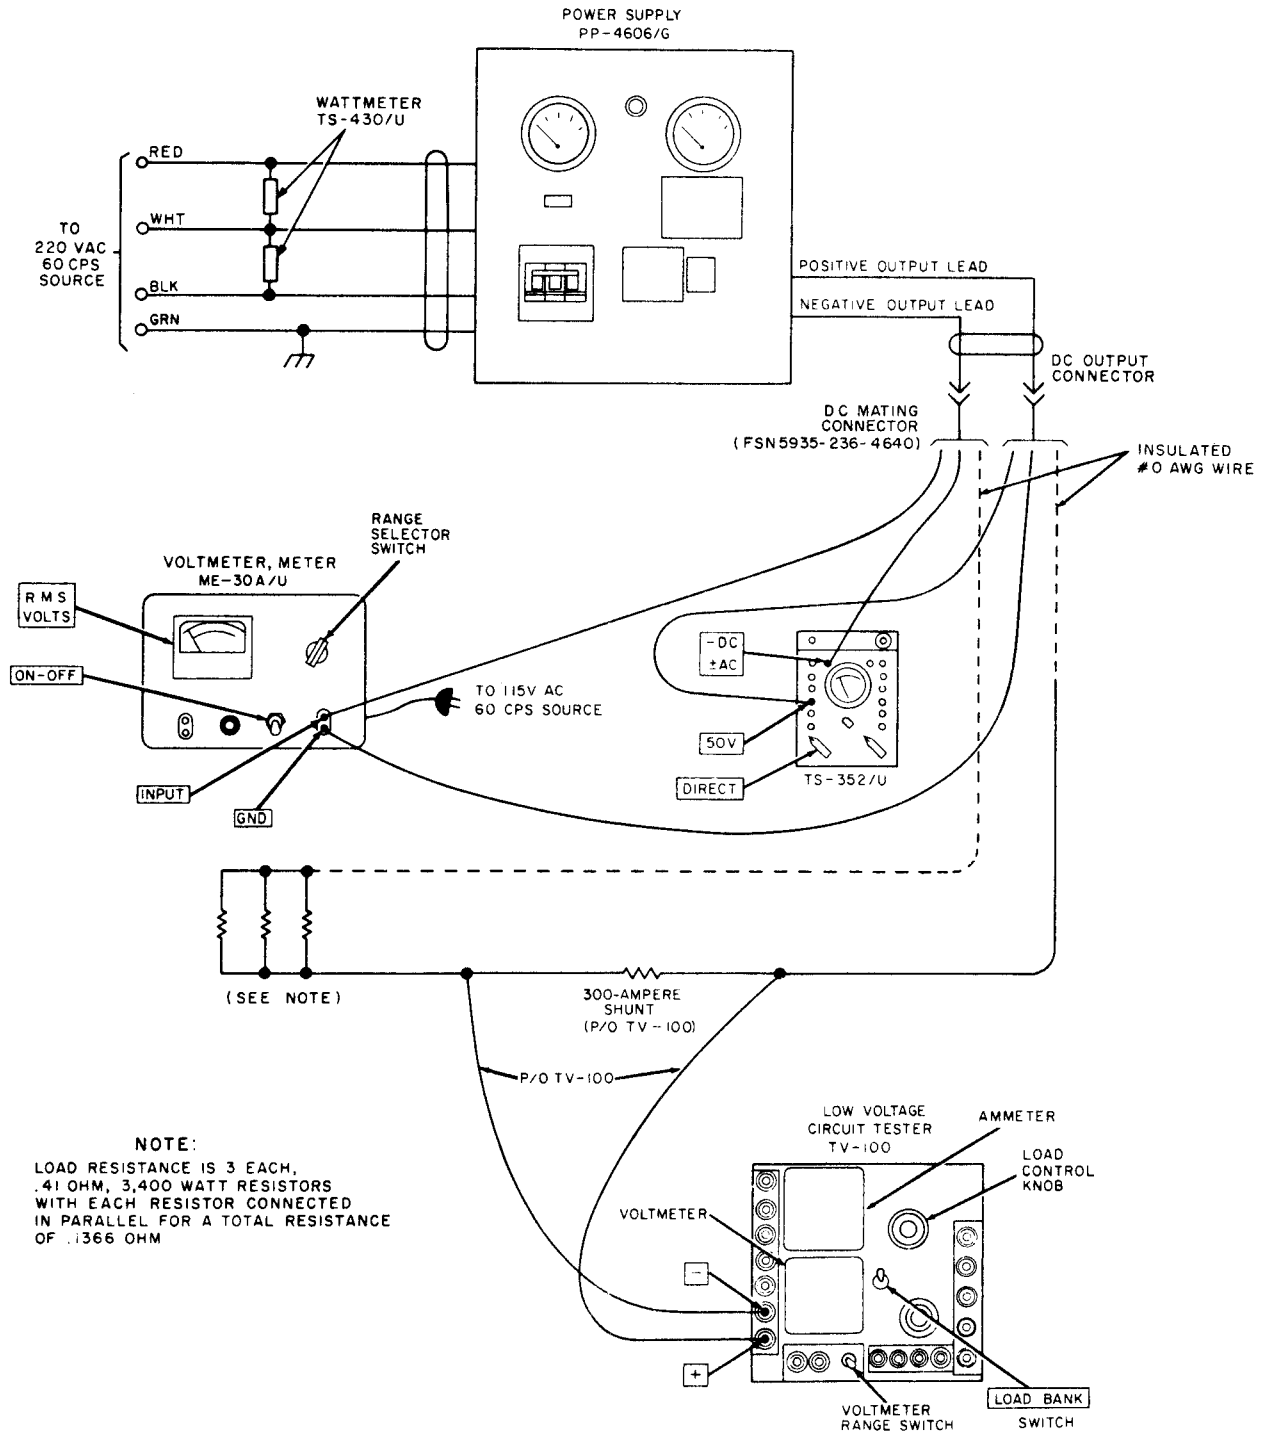 POWER SUPPLY
PP-4606/G
WATTMETER
TS-430/U
RED
WHT
TO
220 VAC
60 CPS
SOURCE
BLK
GRN
POSITIVE OUTPUT LEAD
NEGATIVE OUTPUT LEAD
DC OUTPUT
CONNECTOR
DC MATING
CONNECTOR
(FSN5935-236-4640)
INSULATED
#0 AWG WIRE
RANGE
SELECTOR
SWITCH
VOLTMETER, METER
ME-30A/U
RMS
VOLTS
ON-OFF
TO 115V AC
60 CPS SOURCE
-DC
±AC
50V
DIRECT
TS-352/U
INPUT
GND
(SEE NOTE)
300-AMPERE
SHUNT
(P/O TV-100)
P/O TV-100
LOW VOLTAGE
CIRCUIT TESTER
TV-100
AMMETER
LOAD
CONTROL
KNOB
NOTE:
LOAD RESISTANCE IS 3 EACH,
.41 OHM, 3,400 WATT RESISTORS
WITH EACH RESISTOR CONNECTED
IN PARALLEL FOR A TOTAL RESISTANCE
OF .1366 OHM
VOLTMETER
-
+
VOLTMETER
RANGE SWITCH
LOAD BANK
SWITCH